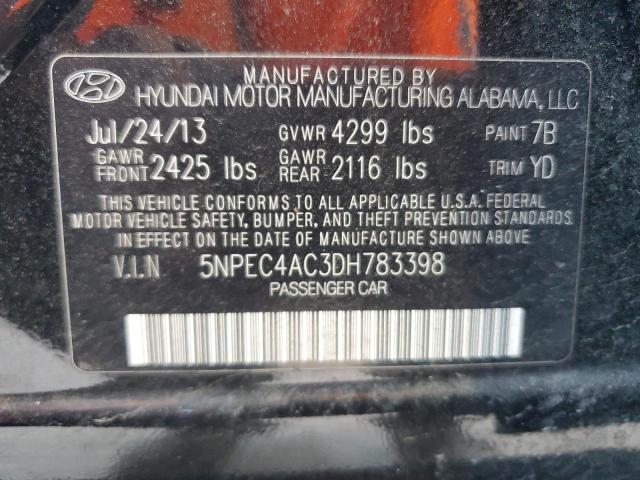 MANUFACTURED BY
HYUNDAI MOTOR MANUFACTURING ALABAMA, LLC
Jul/24/13 GVWR 4299 lbs PAINT 7B
GAWR FRONT 2425 lbs GAWR REAR 2116 lbs TRIM YD
THIS VEHICLE CONFORMS TO ALL APPLICABLE U.S.A. FEDERAL
MOTOR VEHICLE SAFETY, BUMPER, AND THEFT PREVENTION STANDARDS
IN EFFECT ON THE DATE OF MANUFACTURE SHOWN ABOVE
V.I.N 5NPEC4AC3DH783398
PASSENGER CAR